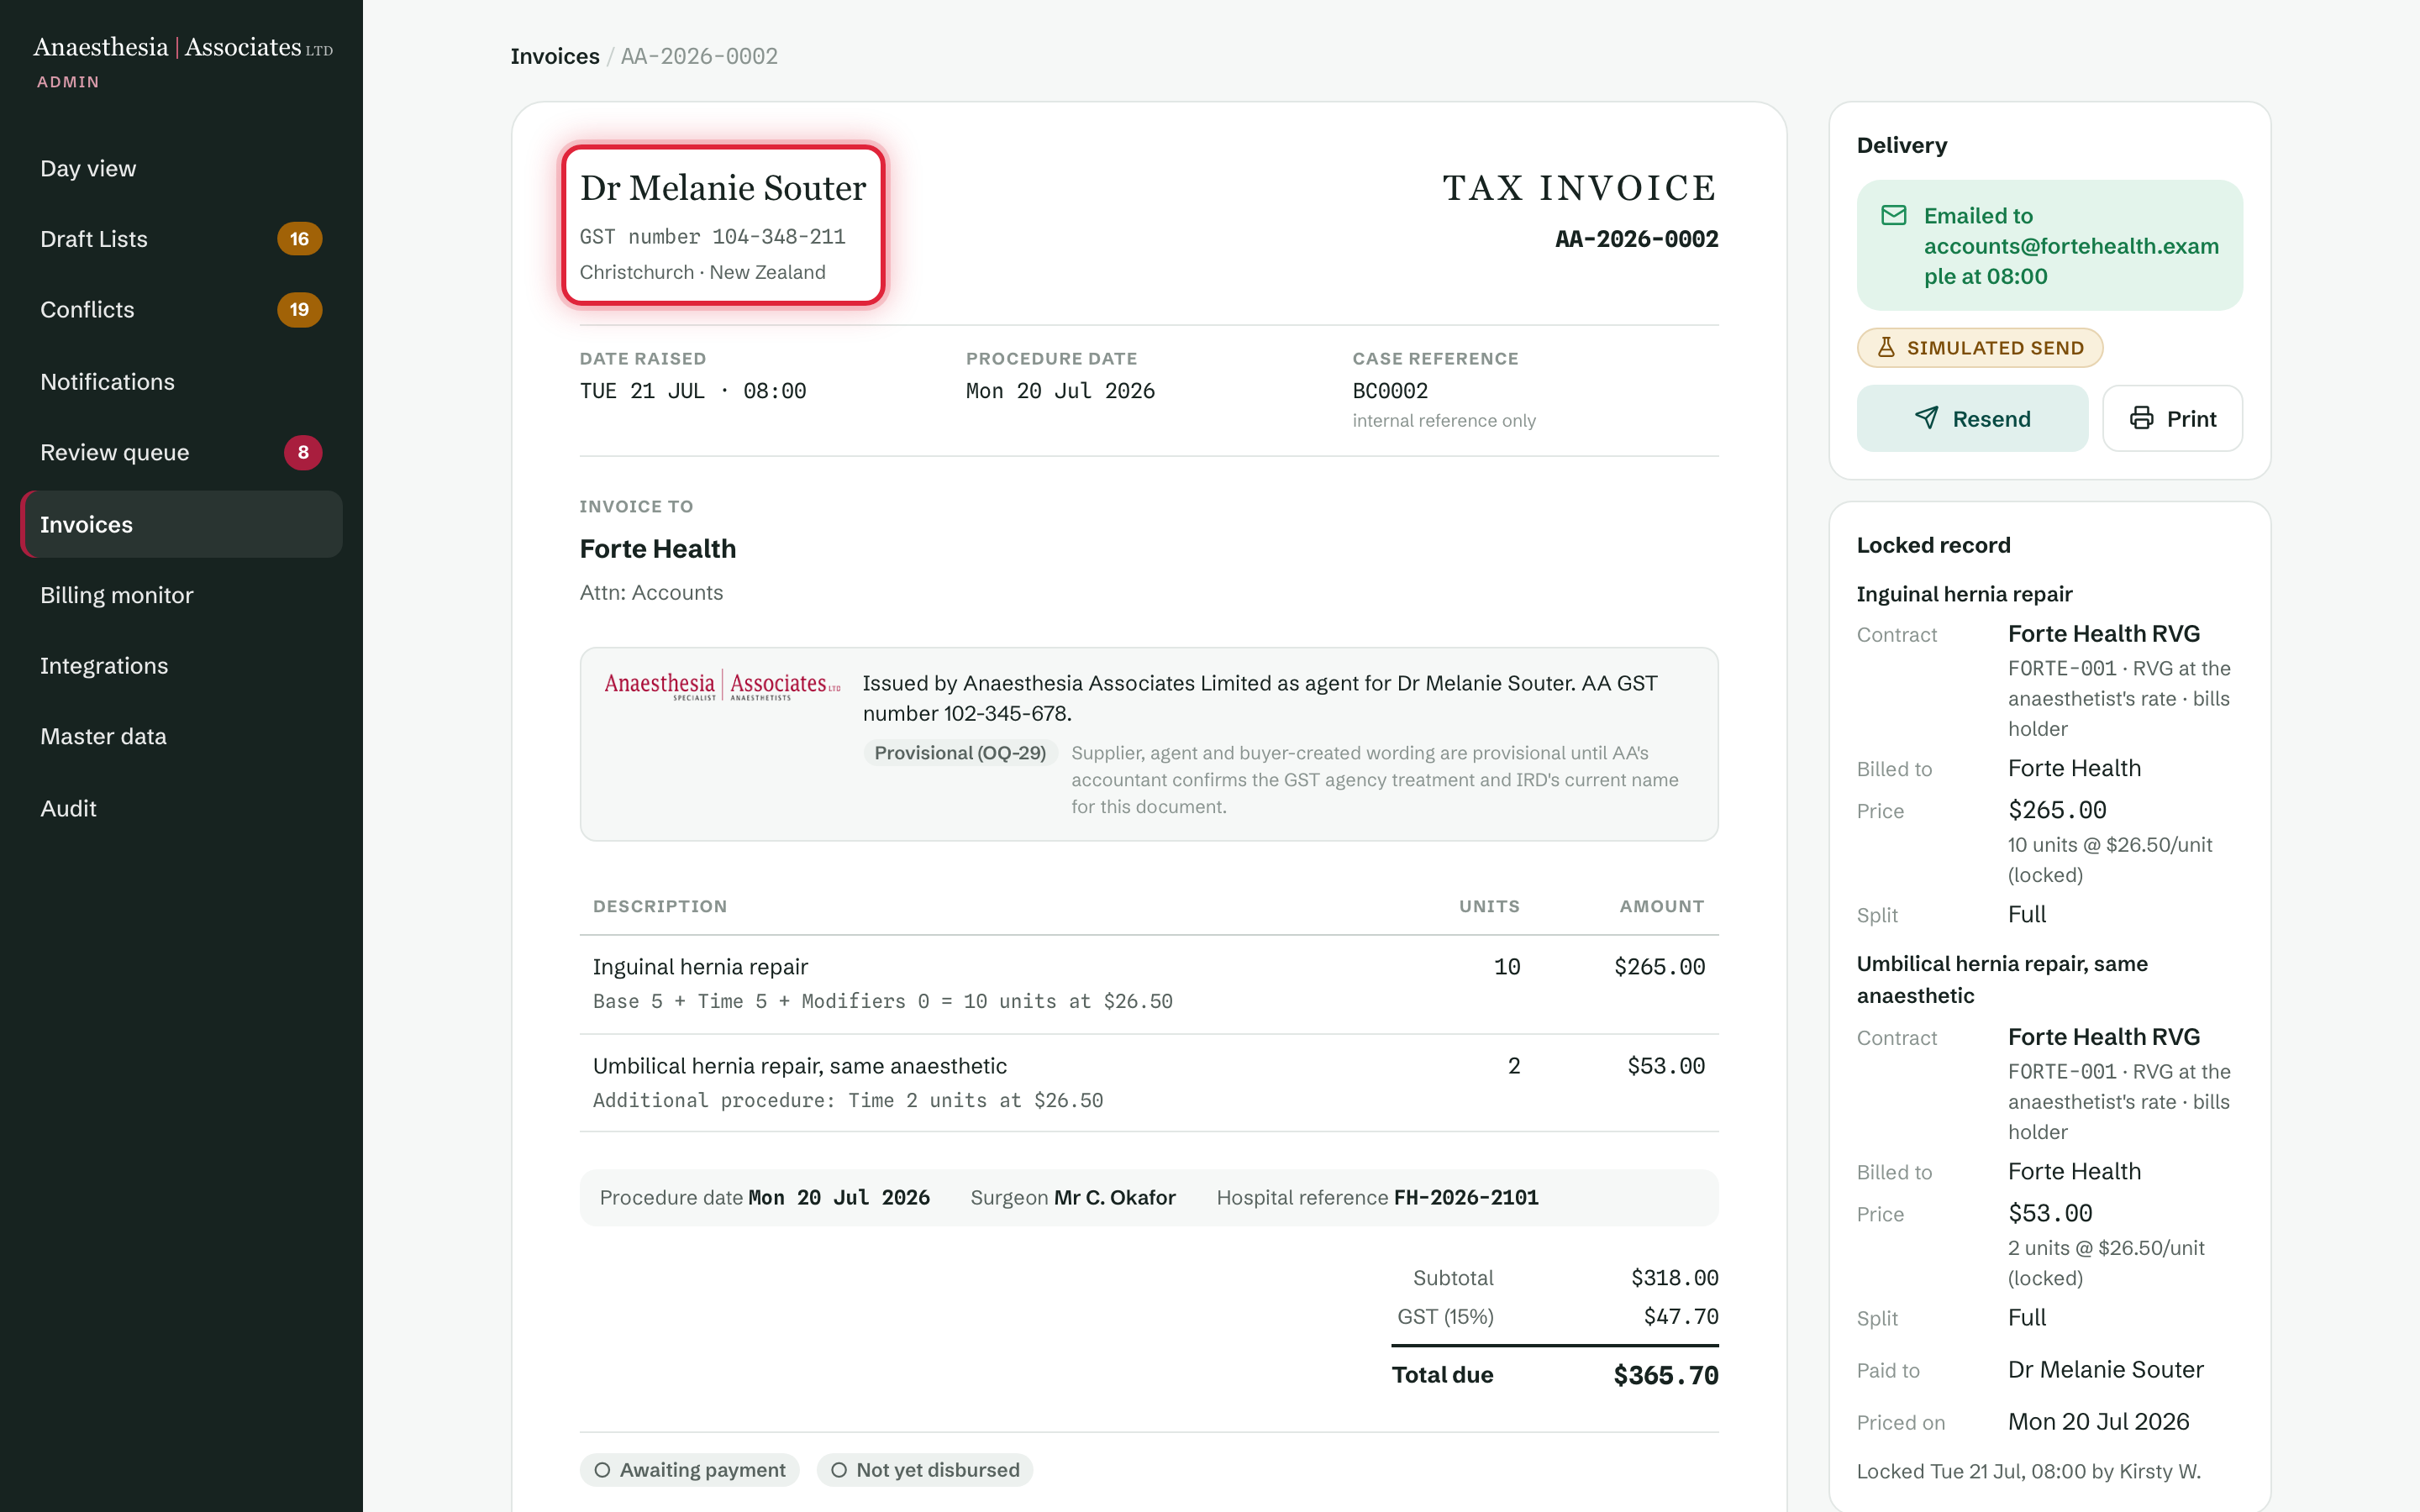 Anaesthesia | Associates LTD
ADMIN
Day view
Draft Lists 16
Conflicts 19
Notifications
Review queue 8
Invoices
Billing monitor
Integrations
Master data
Audit
Invoices / AA-2026-0002
Dr Melanie Souter
GST number 104-348-211
Christchurch · New Zealand
TAX INVOICE
AA-2026-0002
DATE RAISED
TUE 21 JUL · 08:00
PROCEDURE DATE
Mon 20 Jul 2026
CASE REFERENCE
BC0002
internal reference only
INVOICE TO
Forte Health
Attn: Accounts
Anaesthesia | Associates LTD
SPECIALIST ANAESTHETISTS
Issued by Anaesthesia Associates Limited as agent for Dr Melanie Souter. AA GST
number 102-345-678.
Provisional (OQ-29)
Supplier, agent and buyer-created wording are provisional until AA's
accountant confirms the GST agency treatment and IRD's current name
for this document.
DESCRIPTION UNITS AMOUNT
Inguinal hernia repair 10 $265.00
Base 5 + Time 5 + Modifiers 0 = 10 units at $26.50
Umbilical hernia repair, same anaesthetic 2 $53.00
Additional procedure: Time 2 units at $26.50
Procedure date Mon 20 Jul 2026 Surgeon Mr C. Okafor Hospital reference FH-2026-2101
Subtotal $318.00
GST (15%) $47.70
Total due $365.70
Awaiting payment Not yet disbursed
Delivery
Emailed to
accounts@fortehealth.exam
ple at 08:00
SIMULATED SEND
Resend Print
Locked record
Inguinal hernia repair
Contract Forte Health RVG
FORTE-001 · RVG at the
anaesthetist's rate · bills
holder
Billed to Forte Health
Price $265.00
10 units @ $26.50/unit
(locked)
Split Full
Umbilical hernia repair, same
anaesthetic
Contract Forte Health RVG
FORTE-001 · RVG at the
anaesthetist's rate · bills
holder
Billed to Forte Health
Price $53.00
2 units @ $26.50/unit
(locked)
Split Full
Paid to Dr Melanie Souter
Priced on Mon 20 Jul 2026
Locked Tue 21 Jul, 08:00 by Kirsty W.